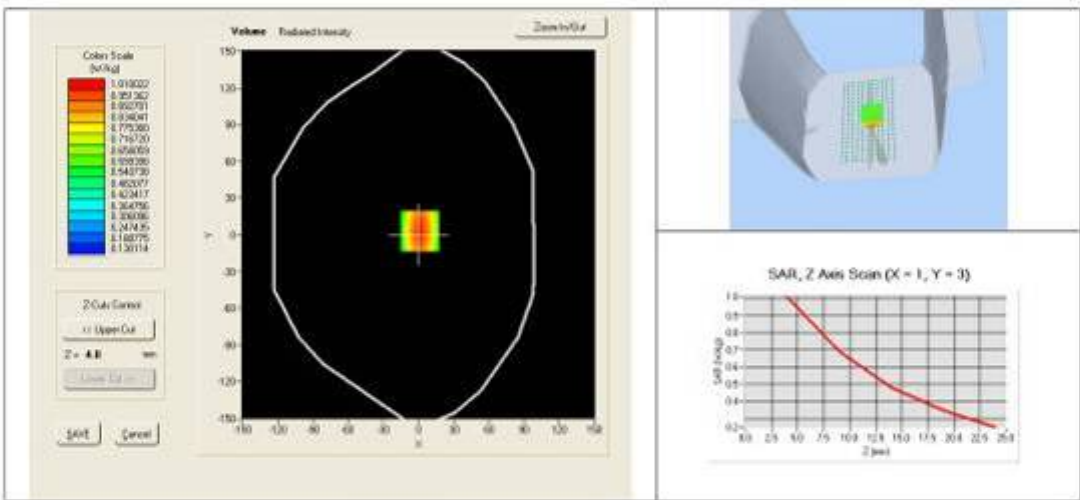 Volume Radiated Intensity
Zoom In/Out
Colors Scale
(w/kg)
1.010022
0.951362
0.892701
0.834041
0.775380
0.716720
0.658059
0.599398
0.540738
0.482077
0.423417
0.364756
0.306096
0.247435
0.188775
0.130114
Z-Cuts Control
Upper Cut
Z = 4.0 mm
Lower Cut >>
SAVE Cancel
150
120
90
60
30
0
-30
-60
-90
-120
-150
Y
-150 -120 -90 -60 -30 0 30 60 90 120 150
X
SAR, Z Axis Scan (X = 1, Y = 3)
SAR (W/kg)
1.0
0.9
0.8
0.7
0.6
0.5
0.4
0.2
0.0 2.5 5.0 7.5 10.0 12.5 15.0 17.5 20.0 22.5 25.0
Z (mm)